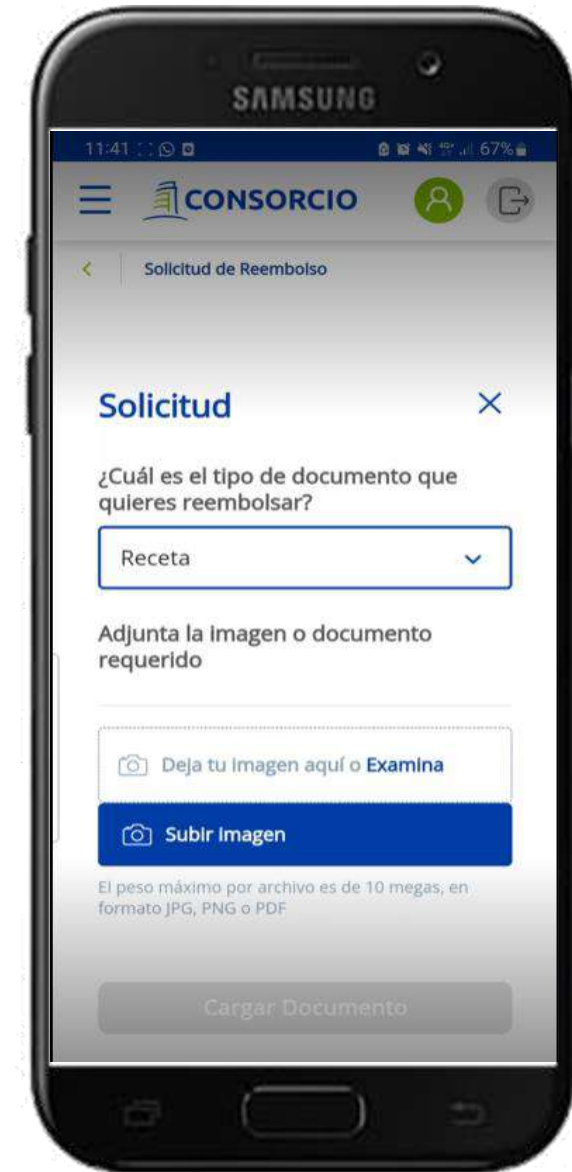 SAMSUNG
11:41 67%
CONSORCIO
Solicitud de Reembolso
Solicitud
¿Cuál es el tipo de documento que
quieres reembolsar?
Receta
Adjunta la imagen o documento
requerido
Deja tu imagen aquí o Examina
Subir Imagen
El peso máximo por archivo es de 10 megas, en
formato JPG, PNG o PDF
Cargar Documento